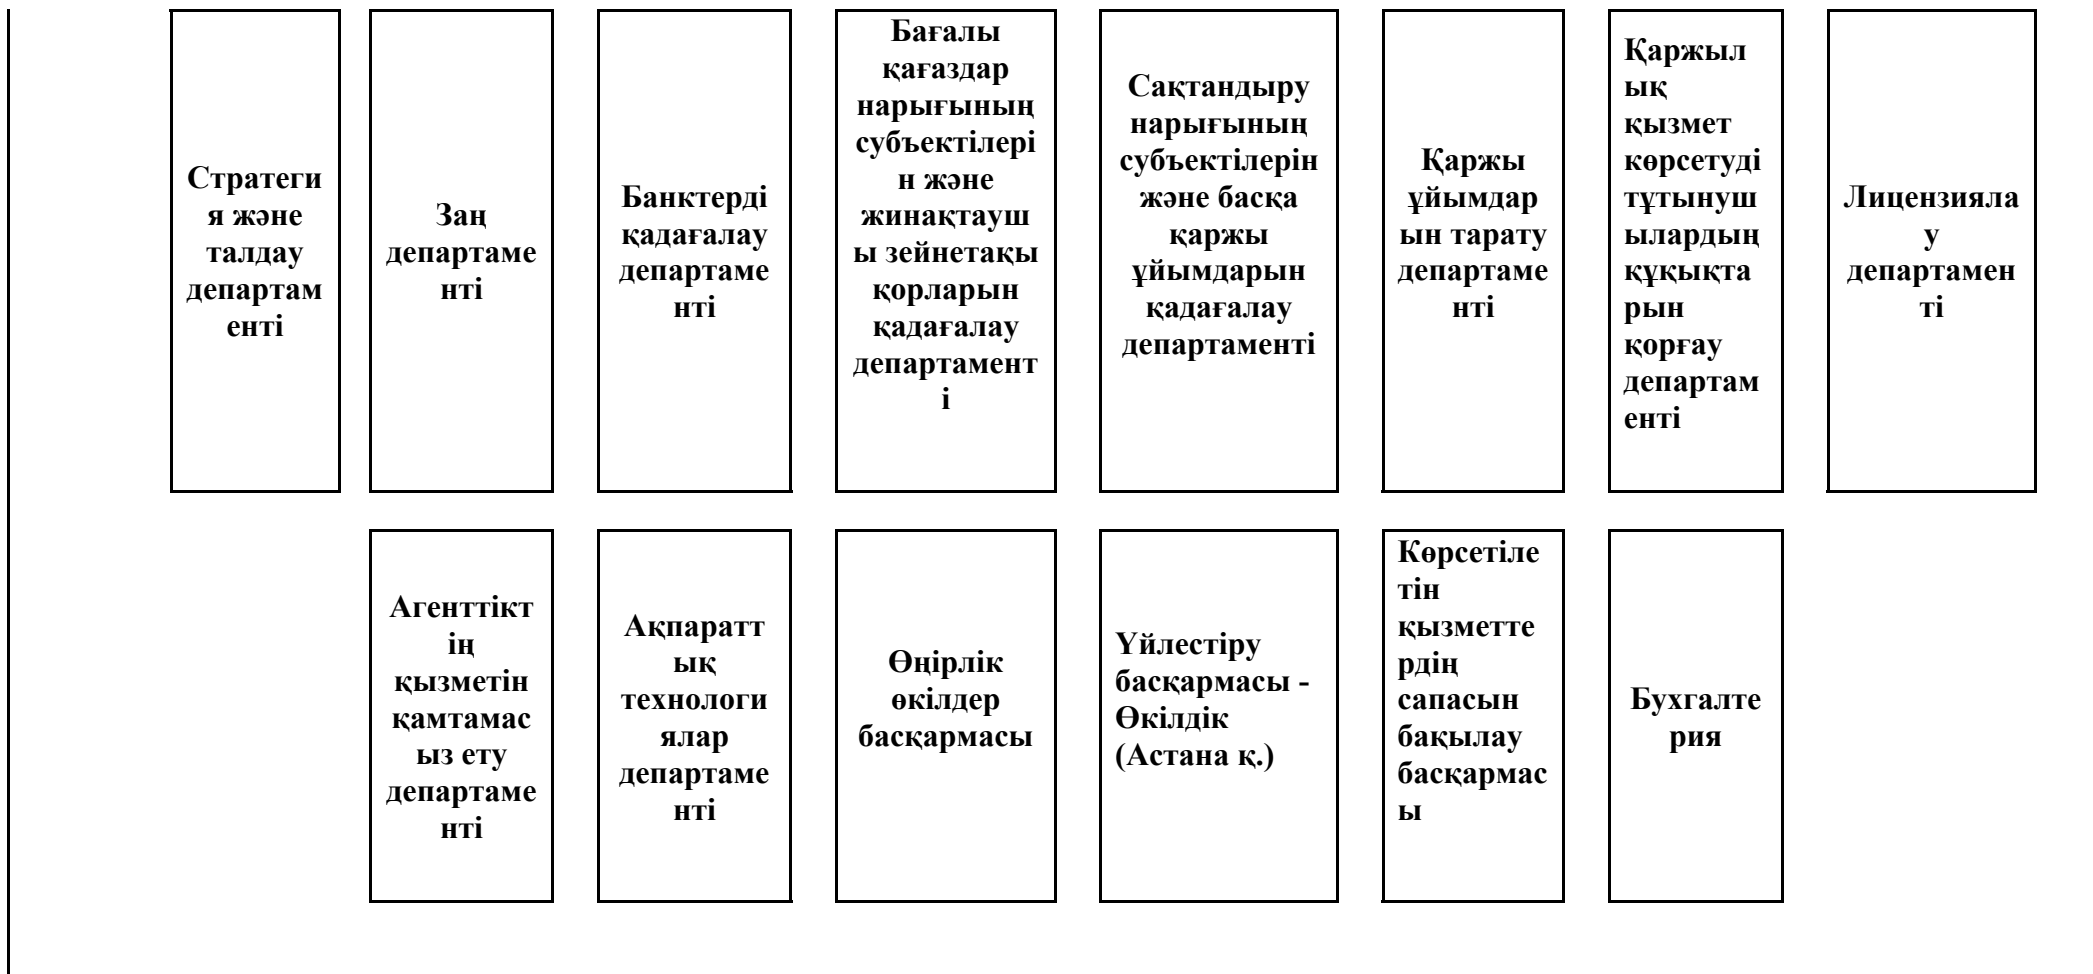 Стратеги
я және
талдау
департам
енті
Заң
департаме
нті
Банктерді
қадағалау
департаме
нті
Бағалы
қағаздар
нарығының
субъектілері
н және
жинақтауш
ы зейнетақы
қорларын
қадағалау
департамент
і
Сақтандыру
нарығының
субъектілерін
және басқа
қаржы
ұйымдарын
қадағалау
департаменті
Қаржы
ұйымдар
ын тарату
департаме
нті
Қаржыл
ық
қызмет
көрсетуді
тұтынуш
ылардың
құқықта
рын
қорғау
департам
енті
Лицензияла
у
департамен
ті
Агенттікт
ің
қызметін
қамтамас
ыз ету
департаме
нті
Ақпаратт
ық
технологи
ялар
департаме
нті
Өңірлік
өкілдер
басқармасы
Үйлестіру
басқармасы -
Өкілдік
(Астана қ.)
Көрсетіле
тін
қызметте
рдің
сапасын
бақылау
басқармас
ы
Бухгалте
рия